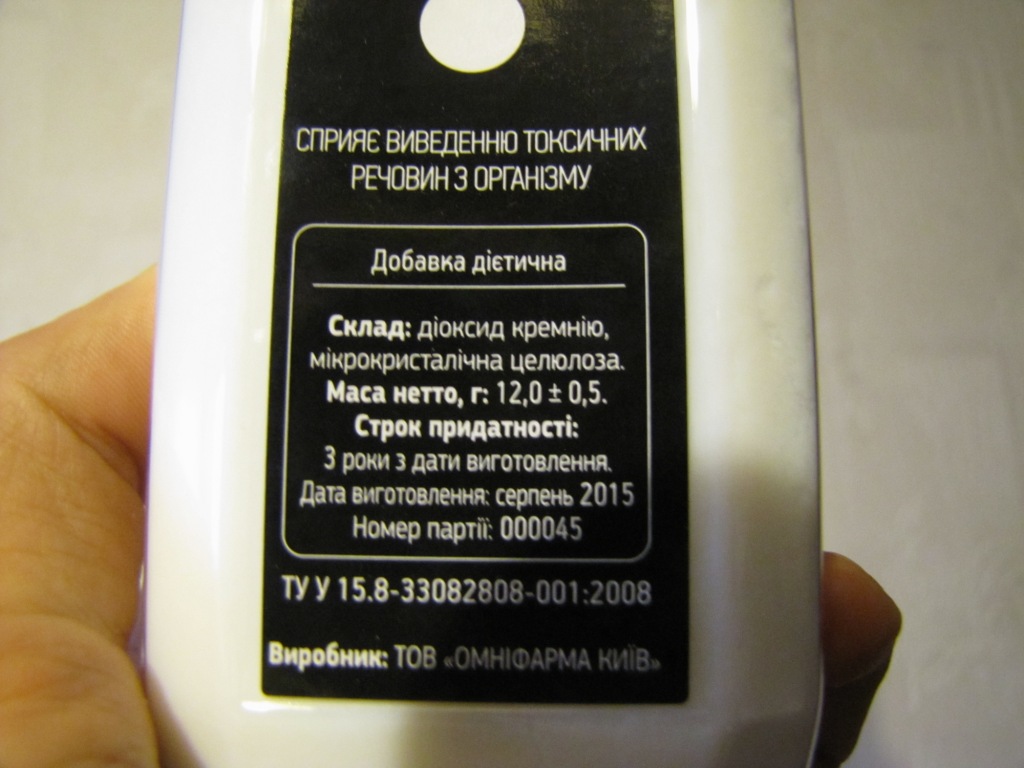 СПРИЯЄ ВИВЕДЕННЮ ТОКСИЧНИХ
РЕЧОВИН З ОРГАНІЗМУ
Добавка дієтична
Склад: діоксид кремнію,
мікрокристалічна целюлоза.
Маса нетто, г: 12,0 ± 0,5.
Строк придатності:
3 роки з дати виготовлення.
Дата виготовлення: серпень 2015
Номер партії: 000045
ТУ У 15.8-33082808-001:2008
Виробник: ТОВ «ОМНІФАРМА КИЇВ»